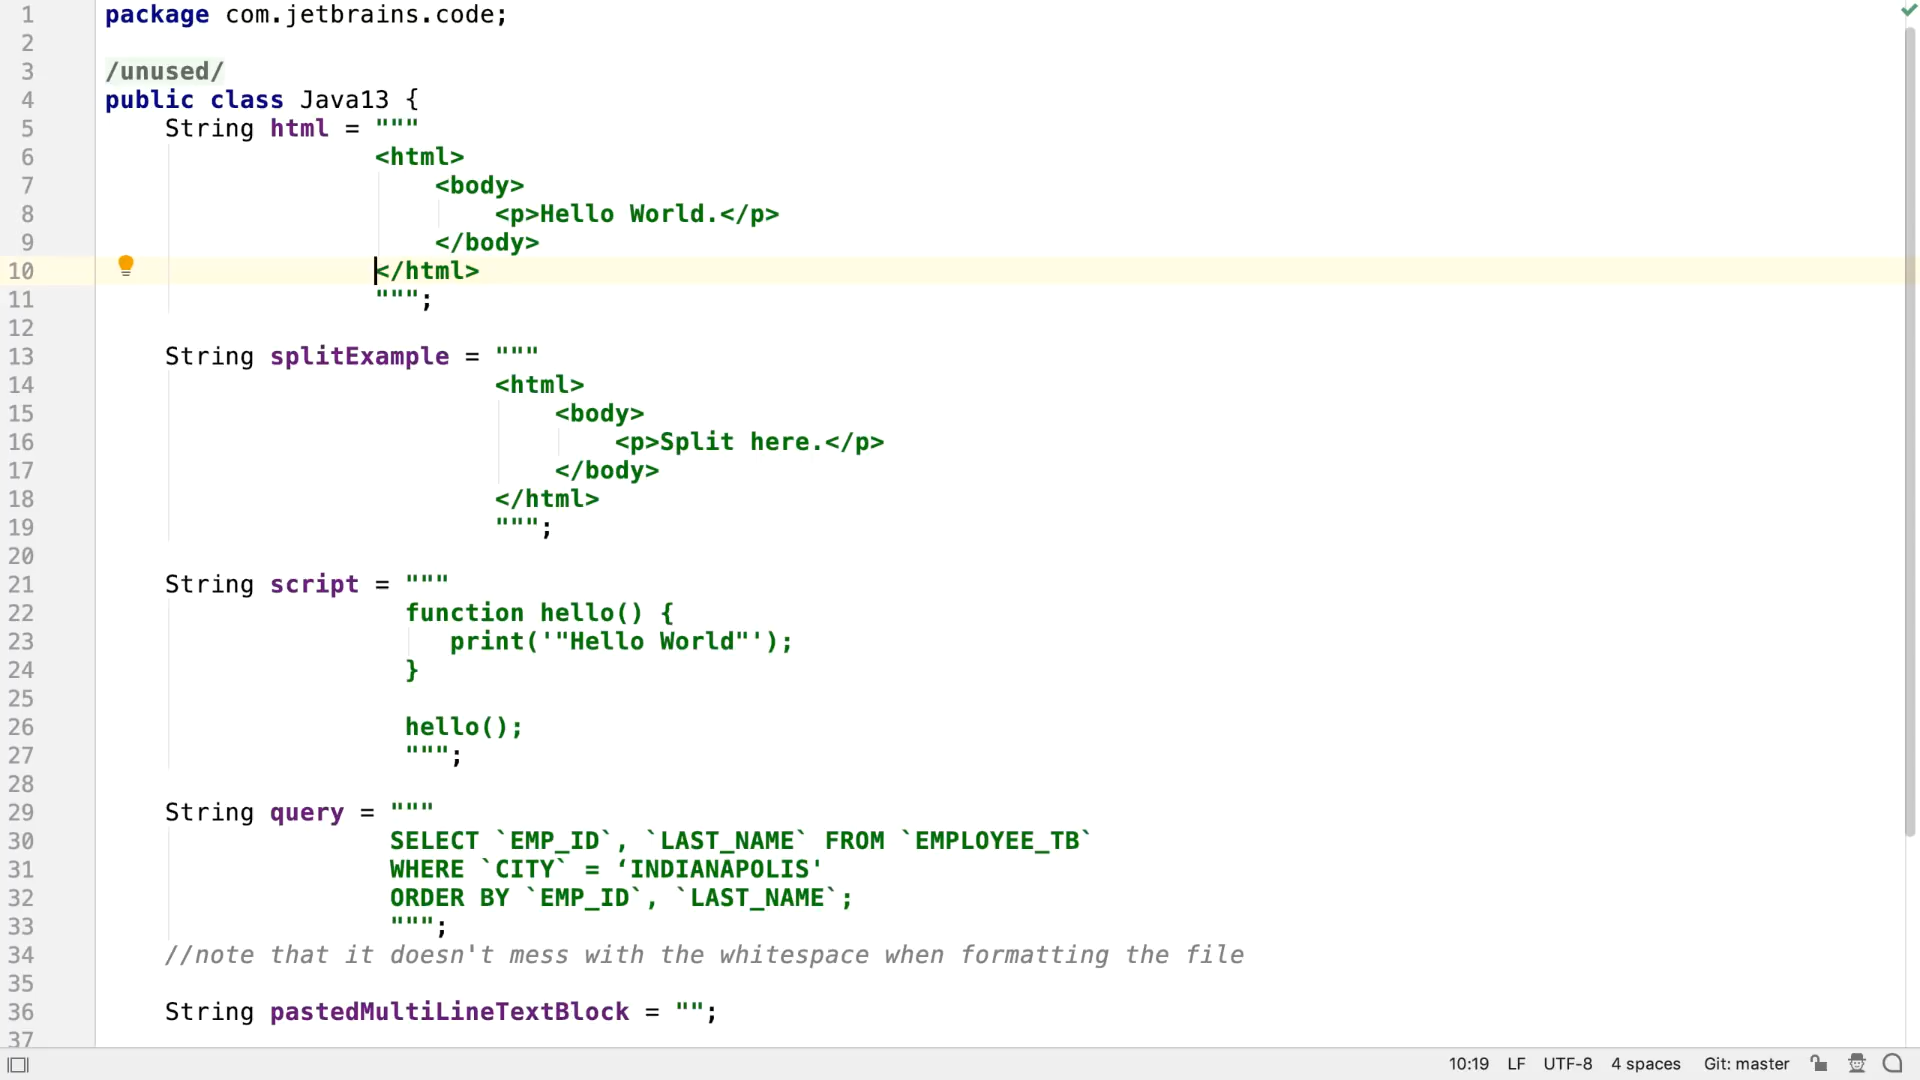 1 package com.jetbrains.code;
2
3 /unused/
4 public class Java13 {
5     String html = """
6                   <html>
7                       <body>
8                           <p>Hello World.</p>
9                       </body>
10                  </html>
11                  """;
12
13    String splitExample = """
14                          <html>
15                              <body>
16                                  <p>Split here.</p>
17                              </body>
18                          </html>
19                          """;
20
21    String script = """
22                    function hello() {
23                       print('"Hello World"');
24                    }
25
26                    hello();
27                    """;
28
29    String query = """
30                   SELECT `EMP_ID`, `LAST_NAME` FROM `EMPLOYEE_TB`
31                   WHERE `CITY` = ‘INDIANAPOLIS'
32                   ORDER BY `EMP_ID`, `LAST_NAME`;
33                   """;
34    //note that it doesn't mess with the whitespace when formatting the file
35
36    String pastedMultiLineTextBlock = "";
37
10:19 LF UTF-8 4 spaces Git: master